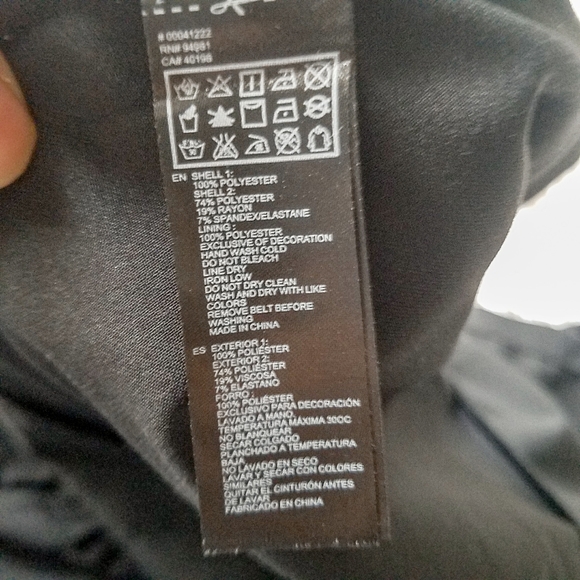 # 00041222
RN# 94981
CA# 40198
EN SHELL 1:
100% POLYESTER
SHELL 2:
74% POLYESTER
19% RAYON
7% SPANDEX/ELASTANE
LINING :
100% POLYESTER
EXCLUSIVE OF DECORATION
HAND WASH COLD
DO NOT BLEACH
LINE DRY
IRON LOW
DO NOT DRY CLEAN
WASH AND DRY WITH LIKE
COLORS
REMOVE BELT BEFORE
WASHING
MADE IN CHINA
ES EXTERIOR 1:
100% POLIÉSTER
EXTERIOR 2:
74% POLIÉSTER
19% VISCOSA
7% ELASTANO
FORRO :
100% POLIÉSTER
EXCLUSIVO PARA DECORACIÓN
LAVADO A MANO,
TEMPERATURA MÁXIMA 30OC
NO BLANQUEAR
SECAR COLGADO
PLANCHADO A TEMPERATURA
BAJA
NO LAVADO EN SECO
LAVAR Y SECAR CON COLORES
SIMILARES
QUITAR EL CINTURÓN ANTES
DE LAVAR
FABRICADO EN CHINA